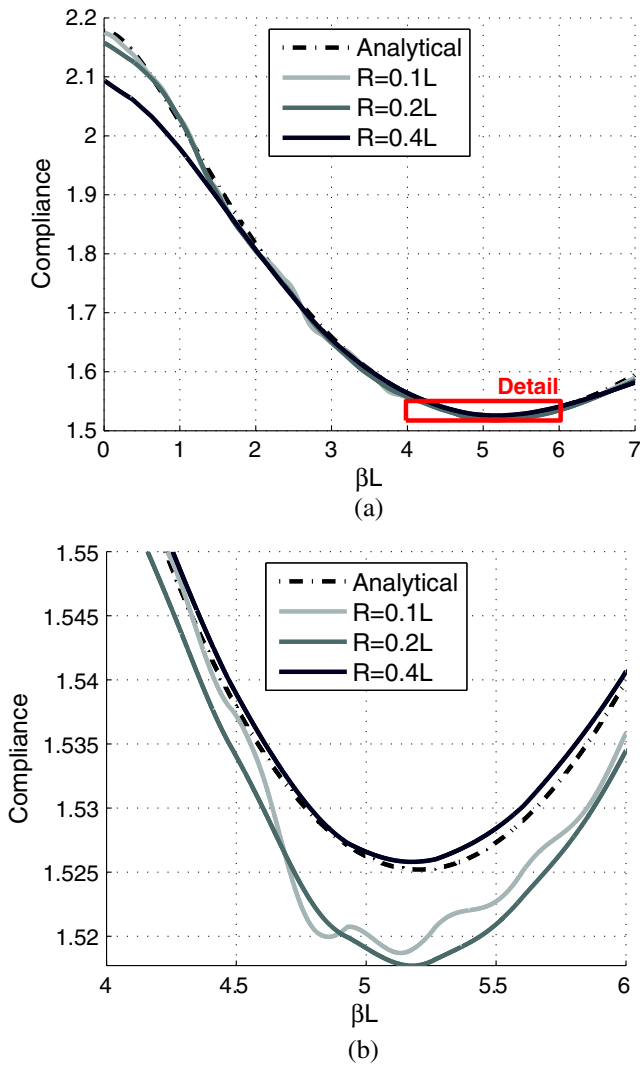 2.2
2.1
2
1.9
1.8
1.7
1.6
1.5
Compliance
Analytical
R=0.1L
R=0.2L
R=0.4L
Detail
0 1 2 3 4 5 6 7
βL
(a)
1.55
1.545
1.54
1.535
1.53
1.525
1.52
Compliance
Analytical
R=0.1L
R=0.2L
R=0.4L
4 4.5 5 5.5 6
βL
(b)